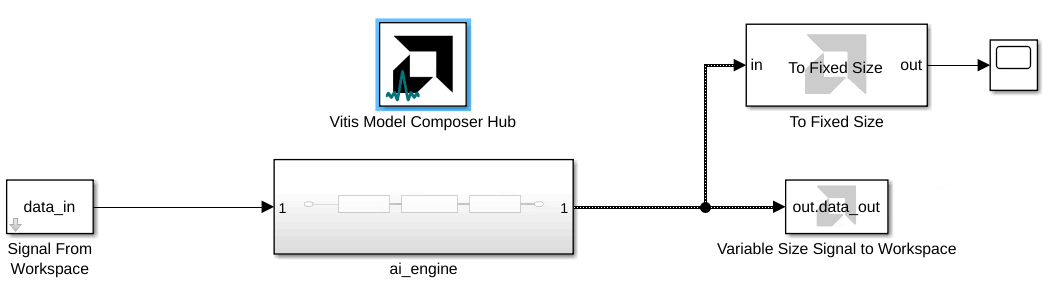 in
To Fixed Size
out
To Fixed Size
Vitis Model Composer Hub
data_in
Signal From
Workspace
1
1
ai_engine
out.data_out
Variable Size Signal to Workspace